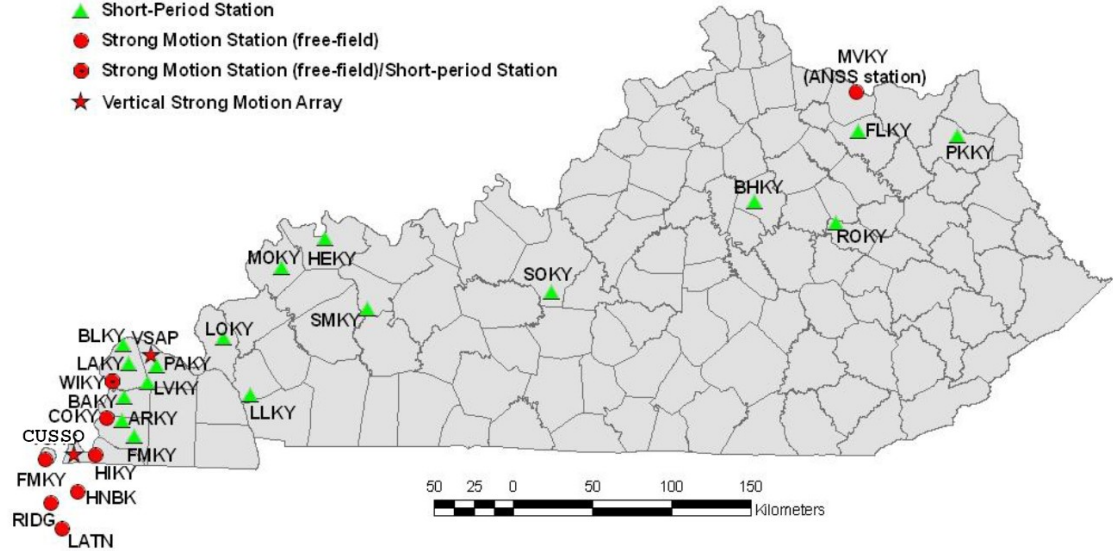 Short-Period Station
Strong Motion Station (free-field)
Strong Motion Station (free-field)/Short-period Station
Vertical Strong Motion Array
MVKY
(ANSS station)
FLKY
PKKY
BHKY
ROKY
HEKY
MOKY
SOKY
SMKY
LOKY
BLKY
VSAP
LAKY
PAKY
WIKY
LVKY
BAKY
LLKY
COKY
ARKY
CUSSO
FMKY
HIKY
FMKY
HNBK
RIDG
LATN
50 25 0 50 100 150
Kilometers